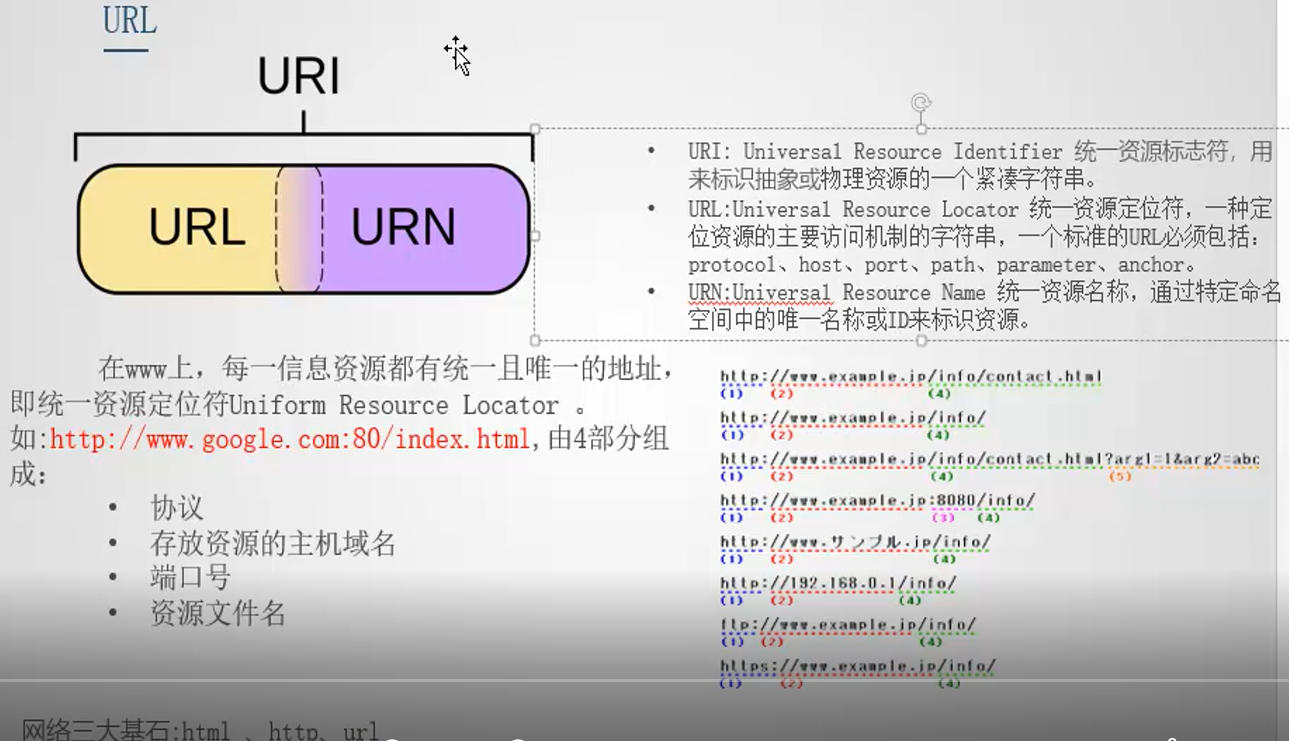 URL
URI
URL
URN
• URI: Universal Resource Identifier 统一资源标志符，用
来标识抽象或物理资源的一个紧凑字符串。
• URL:Universal Resource Locator 统一资源定位符，一种定
位资源的主要访问机制的字符串，一个标准的URL必须包括：
protocol、host、port、path、parameter、anchor。
• URN:Universal Resource Name 统一资源名称，通过特定命名
空间中的唯一名称或ID来标识资源。
在www上，每一信息资源都有统一且唯一的地址，
即统一资源定位符Uniform Resource Locator 。
如:http://www.google.com:80/index.html,由4部分组
成：
• 协议
• 存放资源的主机域名
• 端口号
• 资源文件名
http://www.example.jp/info/contact.html
(1) (2) (4)
http://www.example.jp/info/
(1) (2) (4)
http://www.example.jp/info/contact.html?arg1=1&arg2=abc
(1) (2) (4) (5)
http://www.example.jp:8080/info/
(1) (2) (3) (4)
http://www.サンプル.jp/info/
(1) (2) (4)
http://192.168.0.1/info/
(1) (2) (4)
ftp://www.example.jp/info/
(1) (2) (4)
https://www.example.jp/info/
(1) (2) (4)
网络三大基石:html 、http、url